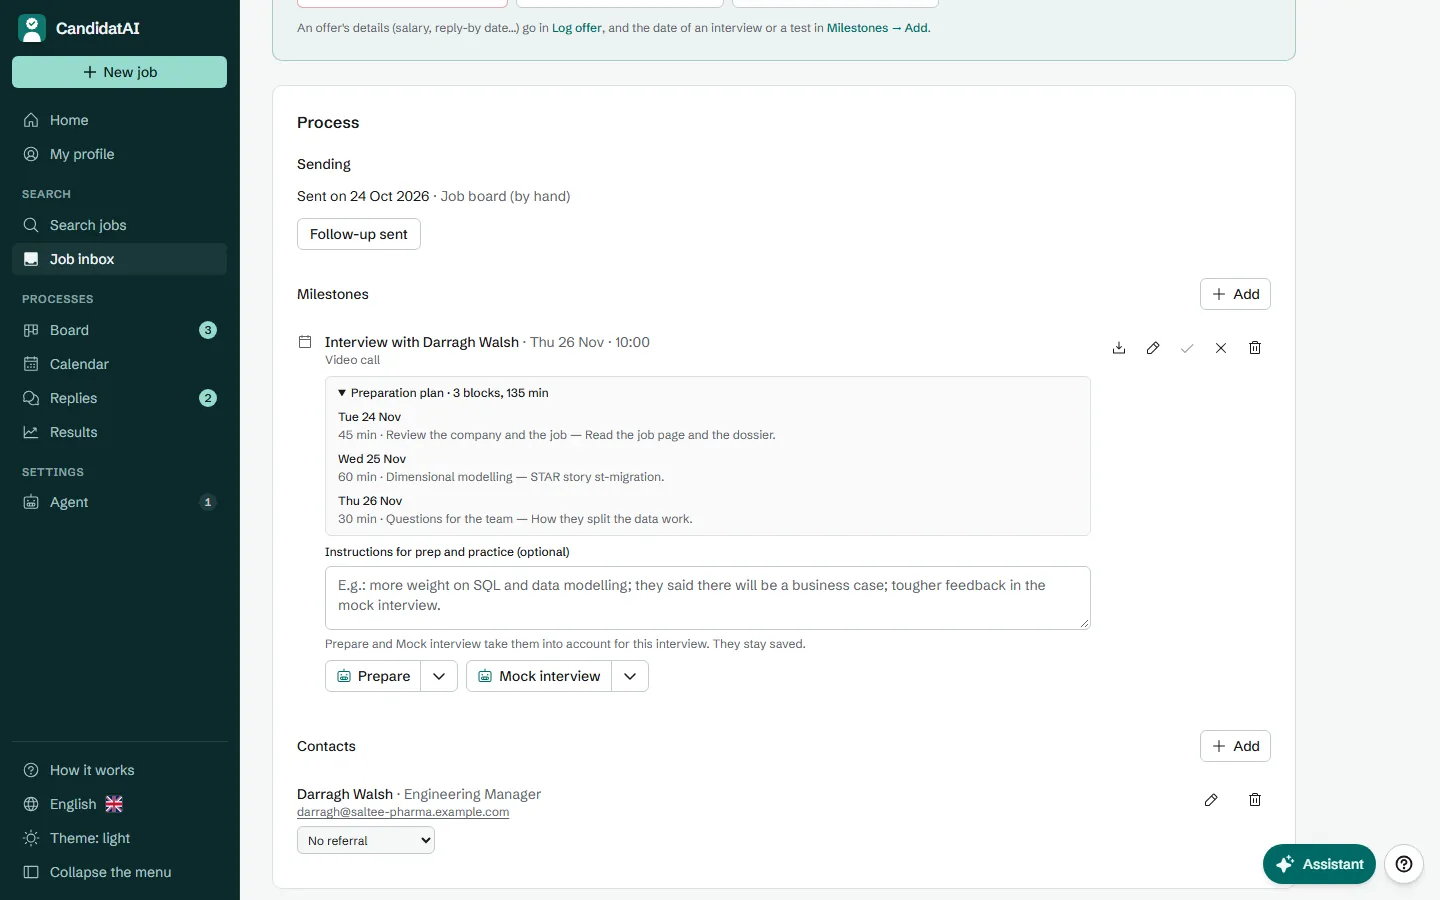 CandidatAI
New job
Home
My profile
SEARCH
Search jobs
Job inbox
PROCESSES
Board 3
Calendar
Replies 2
Results
SETTINGS
Agent 1
How it works
English
Theme: light
Collapse the menu
An offer's details (salary, reply-by date…) go in Log offer, and the date of an interview or a test in Milestones → Add.
Process
Sending
Sent on 24 Oct 2026 · Job board (by hand)
Follow-up sent
Milestones
Add
Interview with Darragh Walsh · Thu 26 Nov · 10:00
Video call
▼ Preparation plan · 3 blocks, 135 min
Tue 24 Nov
45 min · Review the company and the job — Read the job page and the dossier.
Wed 25 Nov
60 min · Dimensional modelling — STAR story st-migration.
Thu 26 Nov
30 min · Questions for the team — How they split the data work.
Instructions for prep and practice (optional)
E.g.: more weight on SQL and data modelling; they said there will be a business case; tougher feedback in the
mock interview.
Prepare and Mock interview take them into account for this interview. They stay saved.
Prepare
Mock interview
Contacts
Add
Darragh Walsh · Engineering Manager
darragh@saltee-pharma.example.com
No referral
Assistant